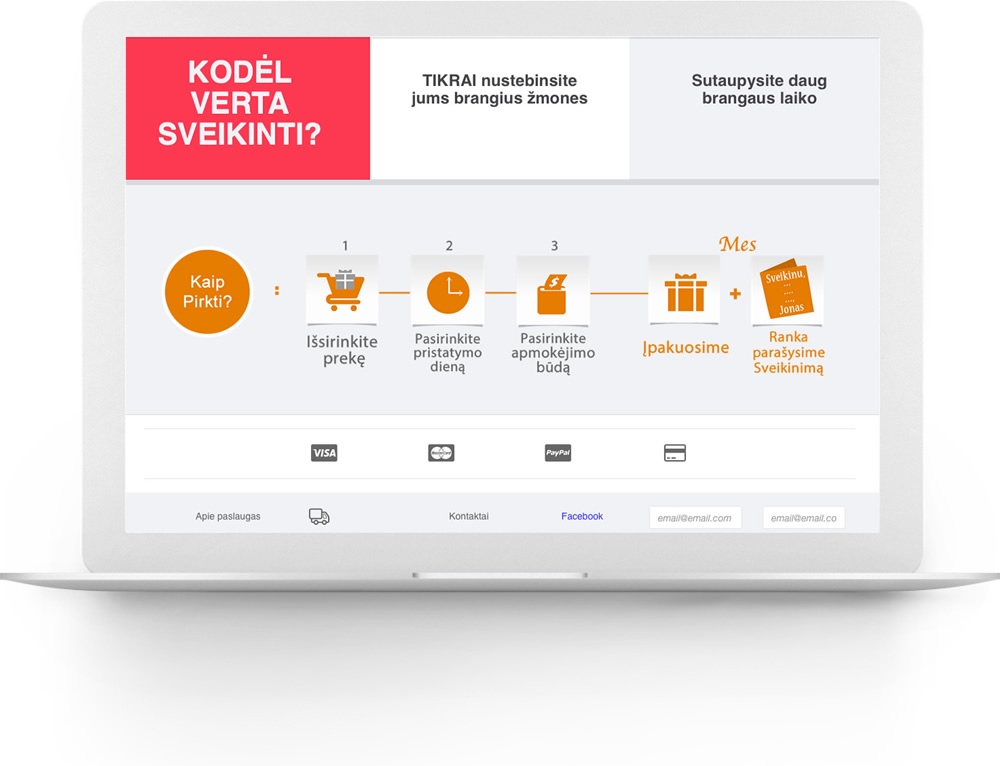 KODĖL
VERTA
SVEIKINTI?
TIKRAI nustebinsite
jums brangius žmones
Sutaupysite daug
brangaus laiko
Kaip
Pirkti?
:
1
Išsirinkite
prekę
2
Pasirinkite
pristatymo
dieną
3
Pasirinkite
apmokėjimo
būdą
Mes
Įpakuosime
+
Sveikinu,
...
....
...,
Jonas
Ranka
parašysime
Sveikinimą
VISA
PayPal
Apie paslaugas
Kontaktai
Facebook
email@email.com
email@email.co